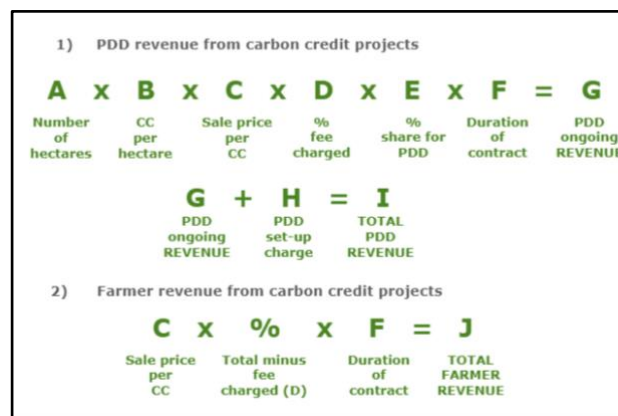 1) PDD revenue from carbon credit projects
A x B x C x D x E x F = G
Number CC Sale price % % Duration PDD
of per per fee share for of ongoing
hectares hectare CC charged PDD contract REVENUE
G + H = I
PDD PDD TOTAL
ongoing set-up PDD
REVENUE charge REVENUE
2) Farmer revenue from carbon credit projects
C x % x F = J
Sale price Total minus Duration TOTAL
per fee of FARMER
CC charged (D) contract REVENUE